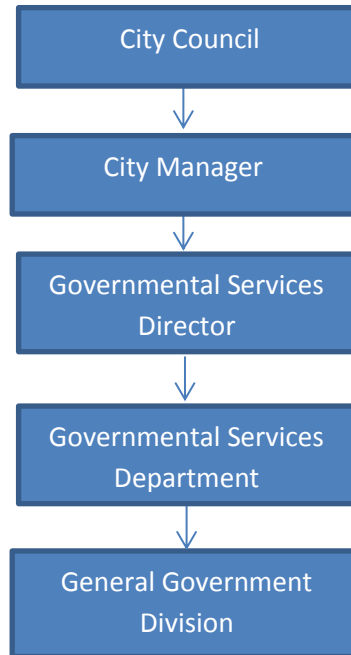 City Council
City Manager
Governmental Services
Director
Governmental Services
Department
General Government
Division